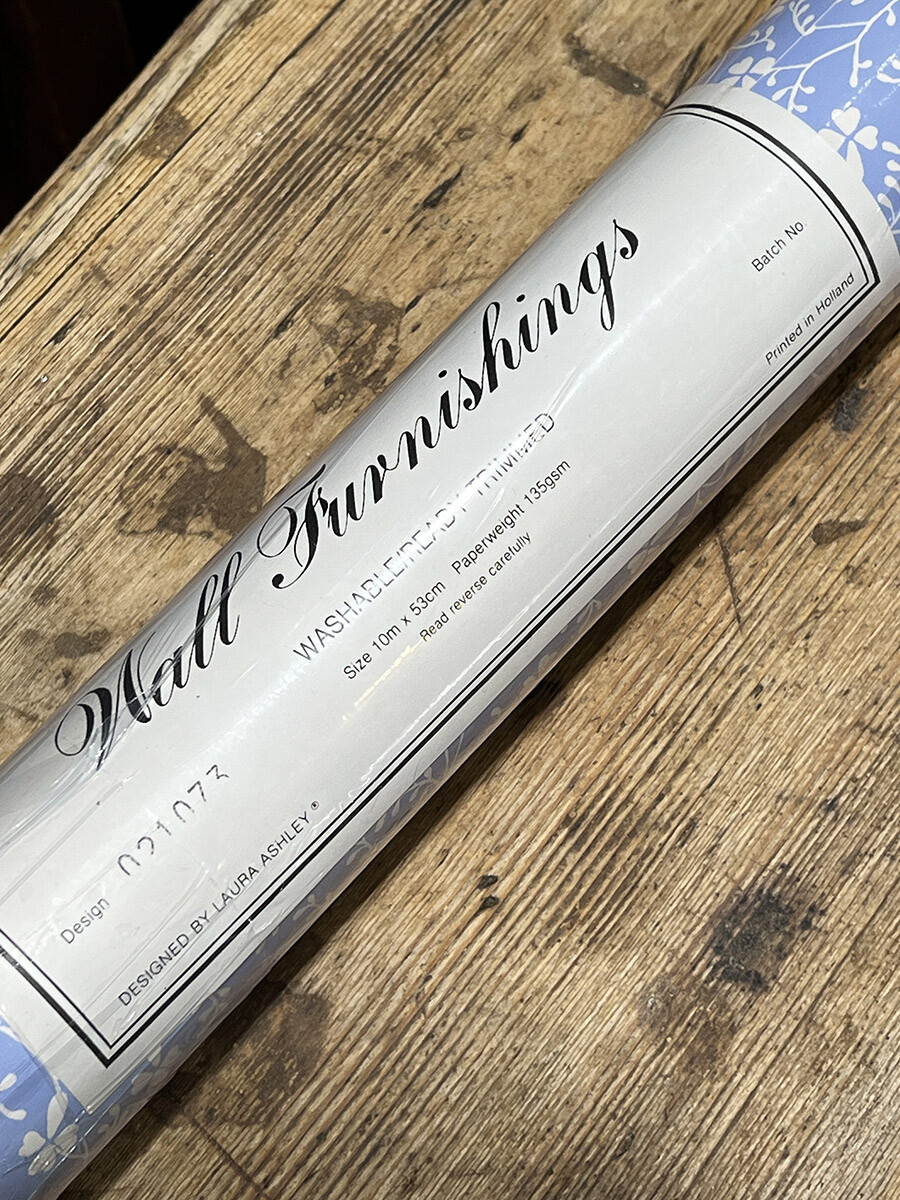 Wall Furnishings
WASHABLE/READY TRIMMED
Size 10m x 53cm Paperweight 135gsm
Read reverse carefully
Design 021073
Batch No.
DESIGNED BY LAURA ASHLEY®
Printed in Holland